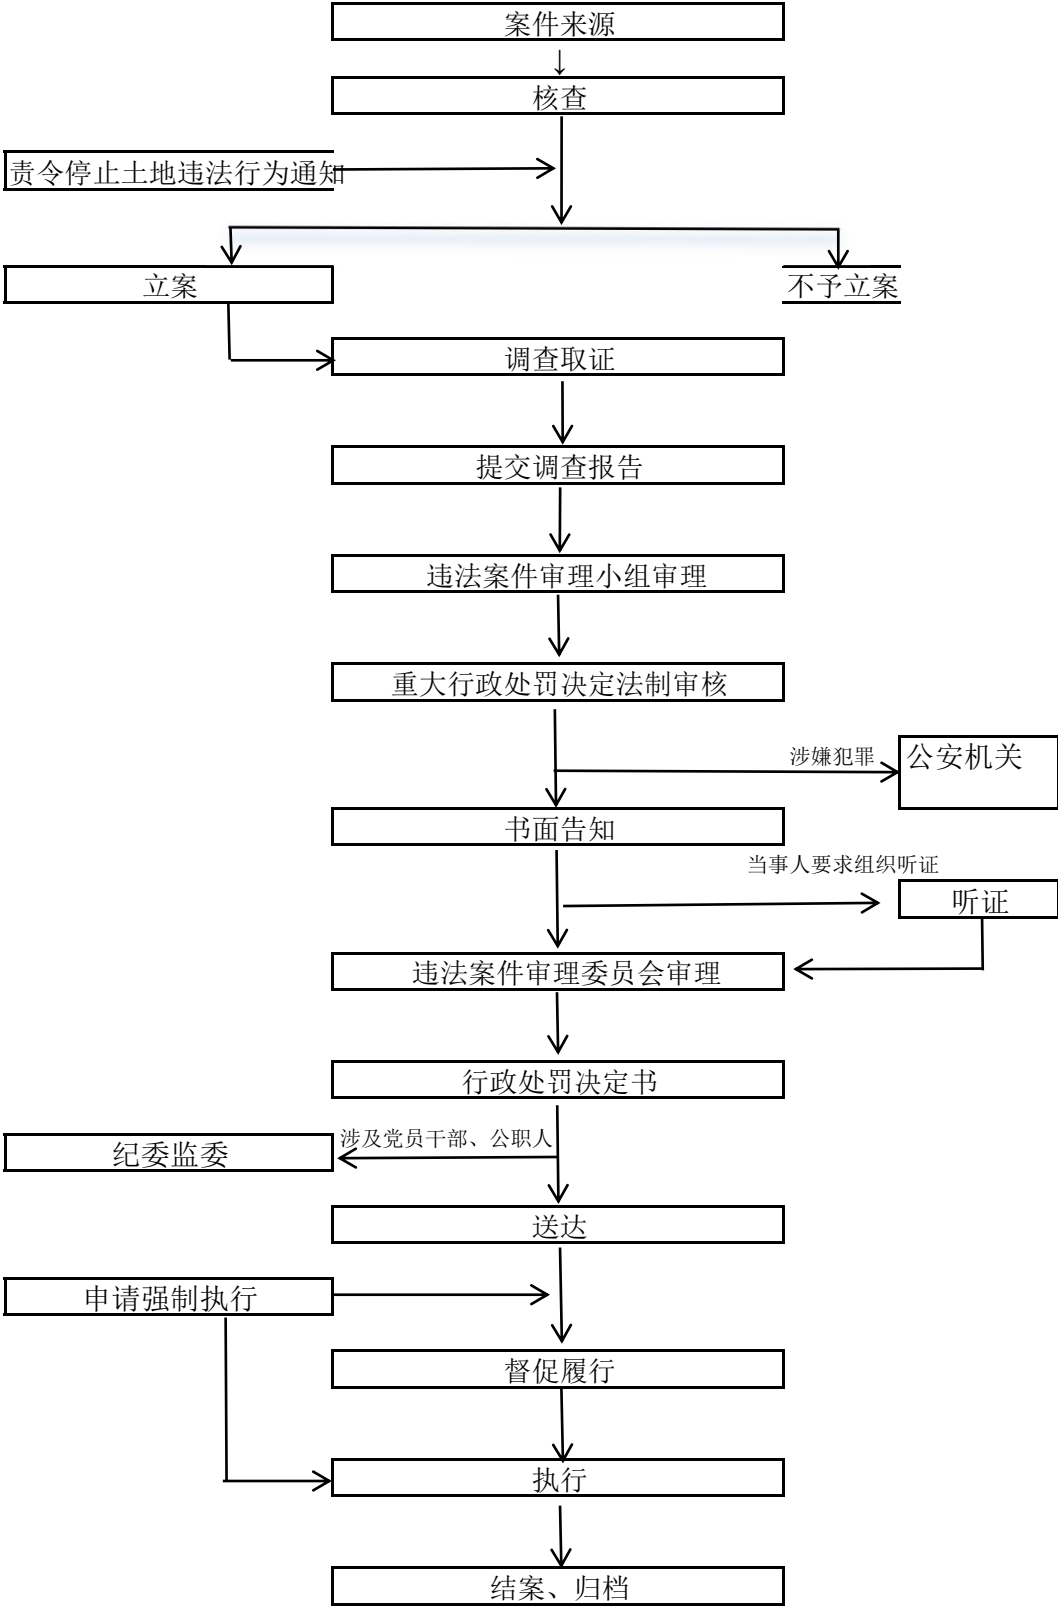 案件来源
↓
核查
责令停止土地违法行为通知
立案
不予立案
调查取证
提交调查报告
违法案件审理小组审理
重大行政处罚决定法制审核
涉嫌犯罪
公安机关
书面告知
当事人要求组织听证
听证
违法案件审理委员会审理
行政处罚决定书
涉及党员干部、公职人
纪委监委
送达
申请强制执行
督促履行
执行
结案、归档